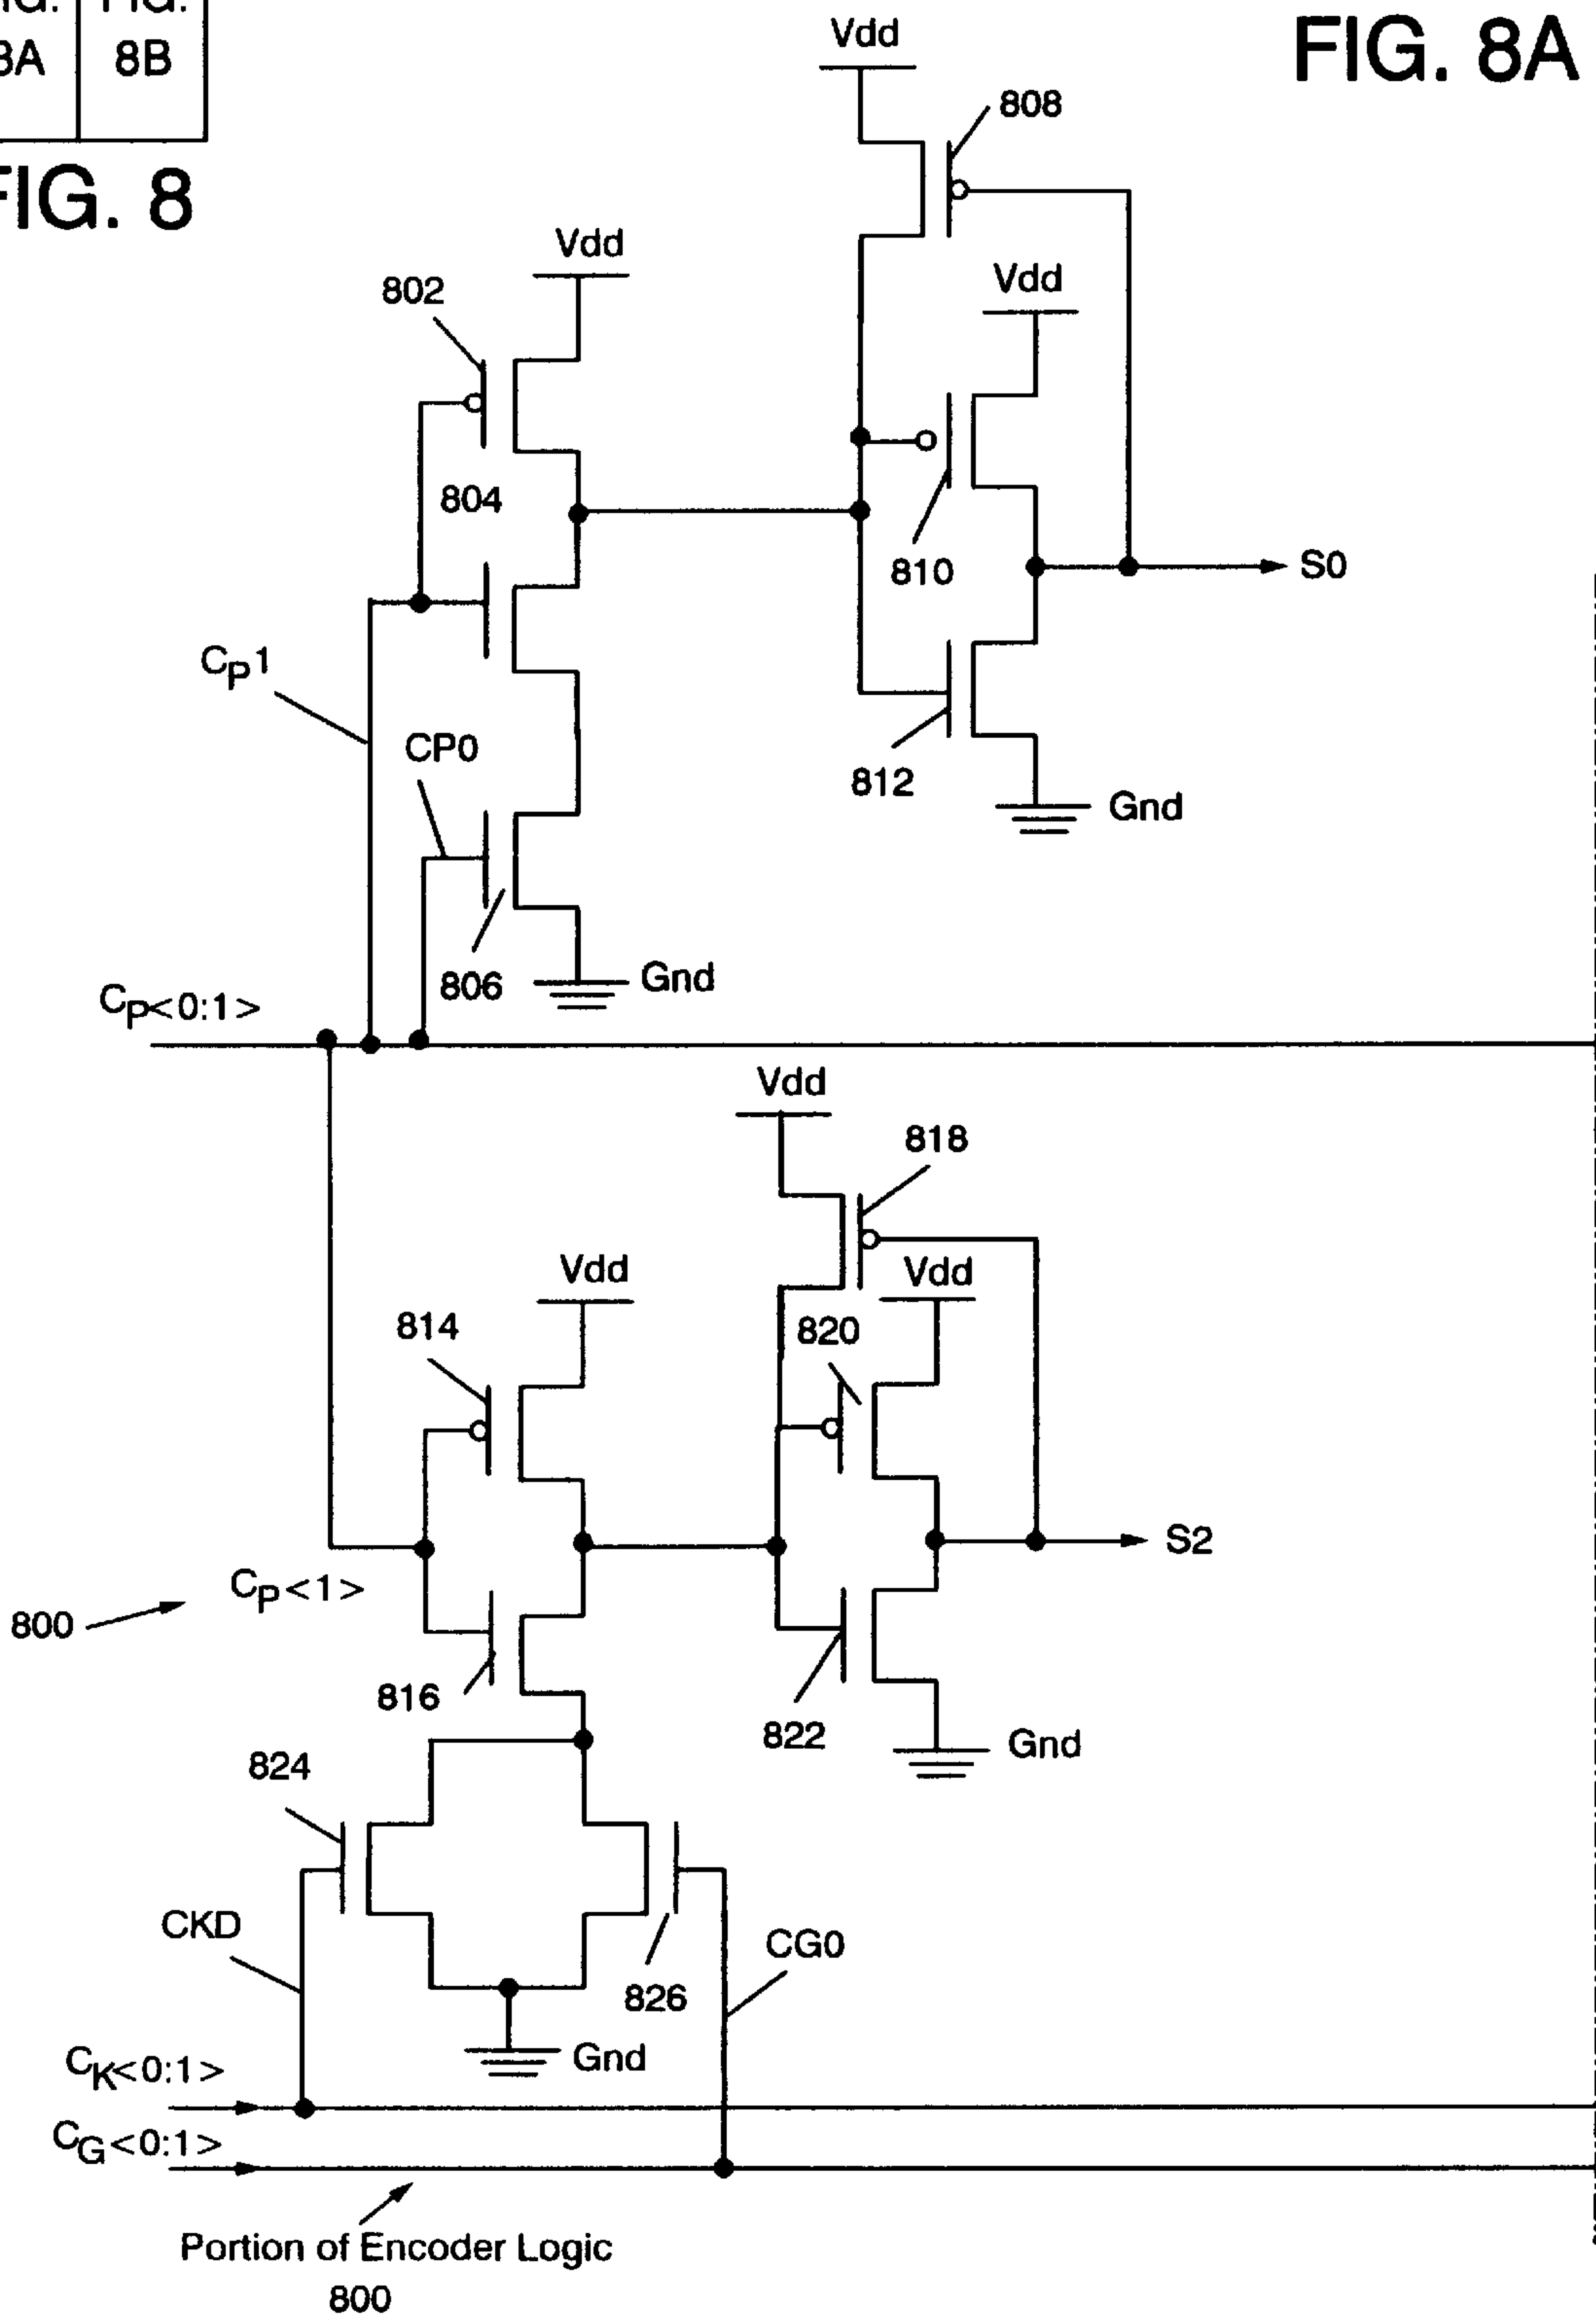 FIG. 8A
8B
FIG. 8
Vdd
808
Vdd
802
Vdd
804
810
S0
CP1
CP0
812
Gnd
806
Gnd
CP<0:1>
Vdd
818
Vdd
Vdd
814
820
S2
CP<1>
800
816
822
Gnd
824
CKD
CG0
826
Gnd
CK<0:1>
CG<0:1>
Portion of Encoder Logic
800